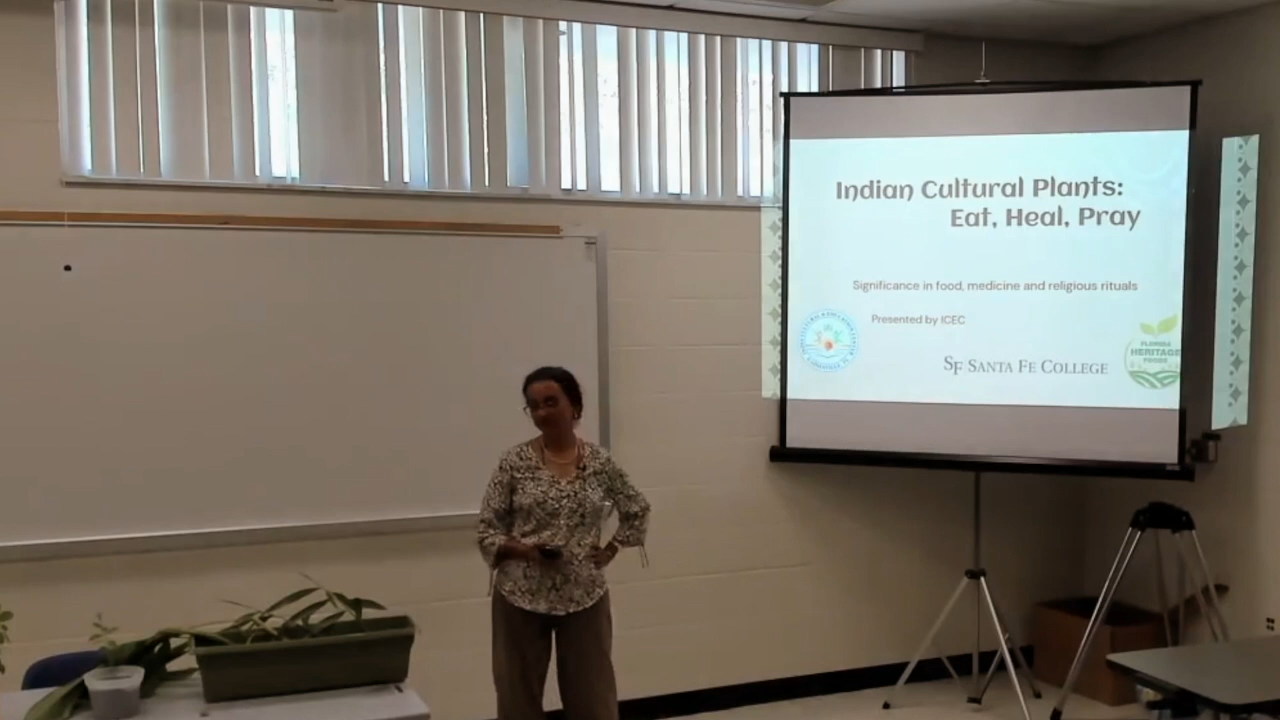 Indian Cultural Plants:
Eat, Heal, Pray
Significance in food, medicine and religious rituals
Presented by ICEC
SF SANTA FE COLLEGE
FLORIDA
HERITAGE
FOODS